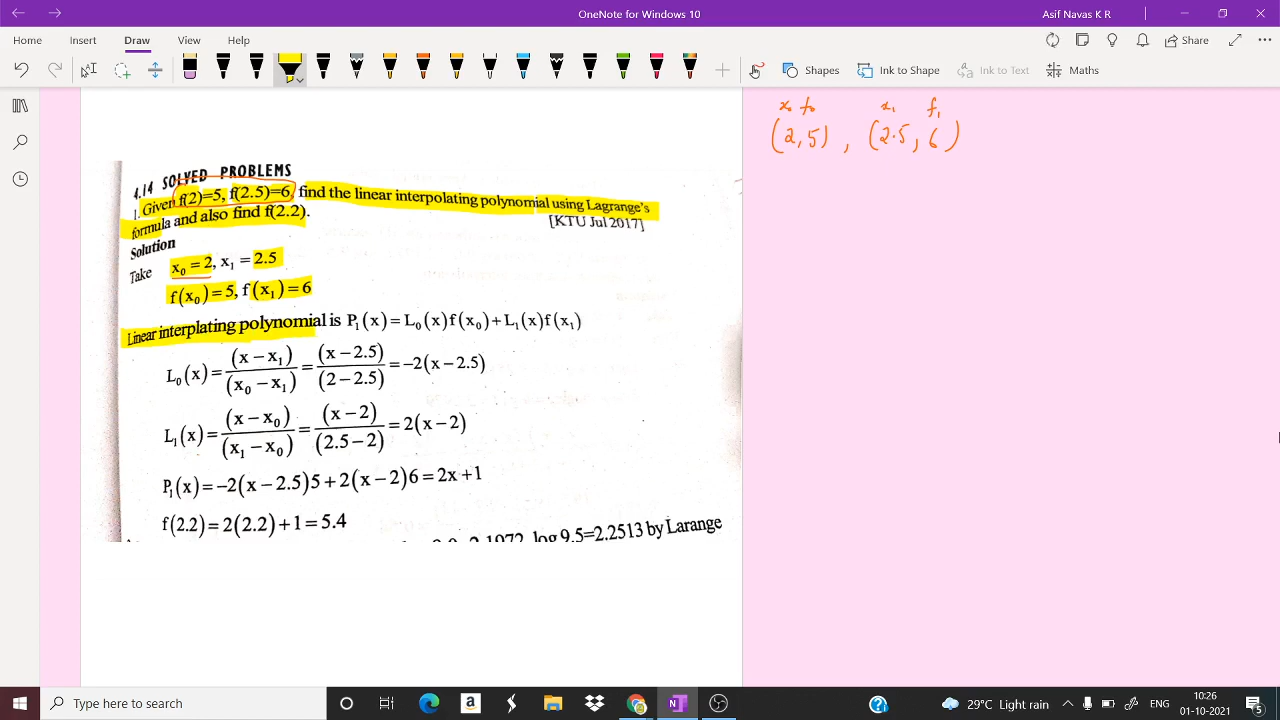 OneNote for Windows 10
Asif Navas K R
Home Insert Draw View Help Class Notebook
Share
Shapes Ink to Shape Ink to Text Maths
x₀ f₀ x₁ f₁
(2,5) , (2.5, 6)
4.14 SOLVED PROBLEMS
1. Given f(2)=5, f(2.5)=6, find the linear interpolating polynomial using Lagrange's
formula and also find f(2.2).
[KTU Jul 2017]
Solution
Take x₀ = 2, x₁ = 2.5
f(x₀) = 5, f(x₁) = 6
Linear interplating polynomial is P₁(x) = L₀(x)f(x₀)+L₁(x)f(x₁)
L₀(x) = (x−x₁)/(x₀−x₁) = (x−2.5)/(2−2.5) = −2(x−2.5)
L₁(x) = (x−x₀)/(x₁−x₀) = (x−2)/(2.5−2) = 2(x−2)
P₁(x) = −2(x−2.5)5+2(x−2)6 = 2x+1
f(2.2) = 2(2.2)+1 = 5.4
log 9.5=2.2513 by Larange
Type here to search
29°C Light rain
10:26
01-10-2021
5